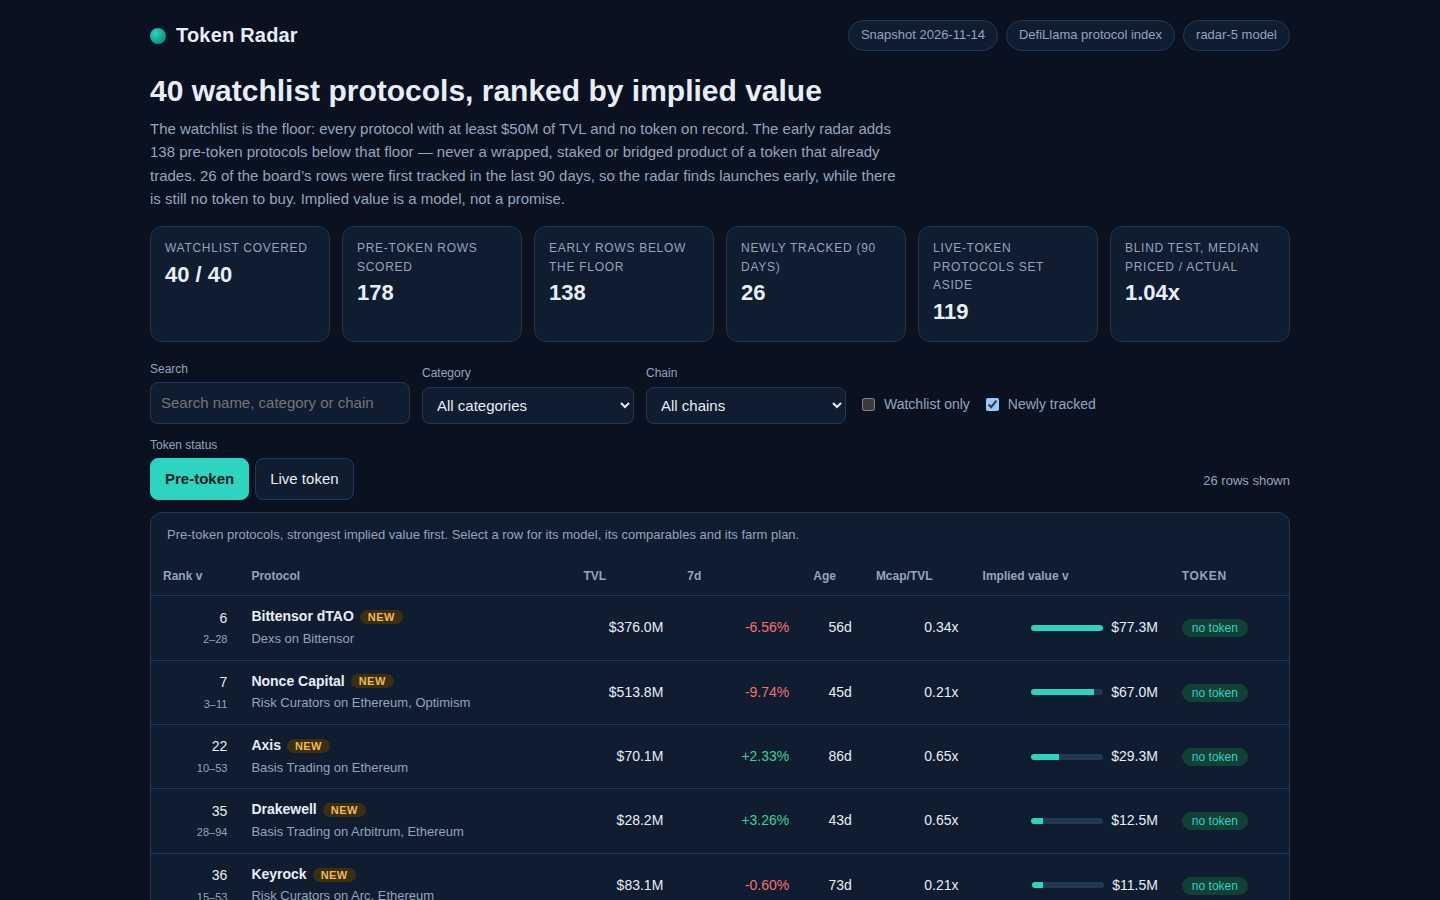 Token Radar
Snapshot 2026-11-14
DefiLlama protocol index
radar-5 model
40 watchlist protocols, ranked by implied value
The watchlist is the floor: every protocol with at least $50M of TVL and no token on record. The early radar adds
138 pre-token protocols below that floor — never a wrapped, staked or bridged product of a token that already
trades. 26 of the board's rows were first tracked in the last 90 days, so the radar finds launches early, while there
is still no token to buy. Implied value is a model, not a promise.
WATCHLIST COVERED
40 / 40
PRE-TOKEN ROWS
SCORED
178
EARLY ROWS BELOW
THE FLOOR
138
NEWLY TRACKED (90
DAYS)
26
LIVE-TOKEN
PROTOCOLS SET
ASIDE
119
BLIND TEST, MEDIAN
PRICED / ACTUAL
1.04x
Search
Search name, category or chain
Category
All categories
Chain
All chains
Watchlist only
Newly tracked
Token status
Pre-token
Live token
26 rows shown
Pre-token protocols, strongest implied value first. Select a row for its model, its comparables and its farm plan.
Rank v Protocol TVL 7d Age Mcap/TVL Implied value v TOKEN
6 Bittensor dTAO NEW $376.0M -6.56% 56d 0.34x $77.3M no token
2–28 Dexs on Bittensor
7 Nonce Capital NEW $513.8M -9.74% 45d 0.21x $67.0M no token
3–11 Risk Curators on Ethereum, Optimism
22 Axis NEW $70.1M +2.33% 86d 0.65x $29.3M no token
10–53 Basis Trading on Ethereum
35 Drakewell NEW $28.2M +3.26% 43d 0.65x $12.5M no token
28–94 Basis Trading on Arbitrum, Ethereum
36 Keyrock NEW $83.1M -0.60% 73d 0.21x $11.5M no token
15–53 Risk Curators on Arc, Ethereum